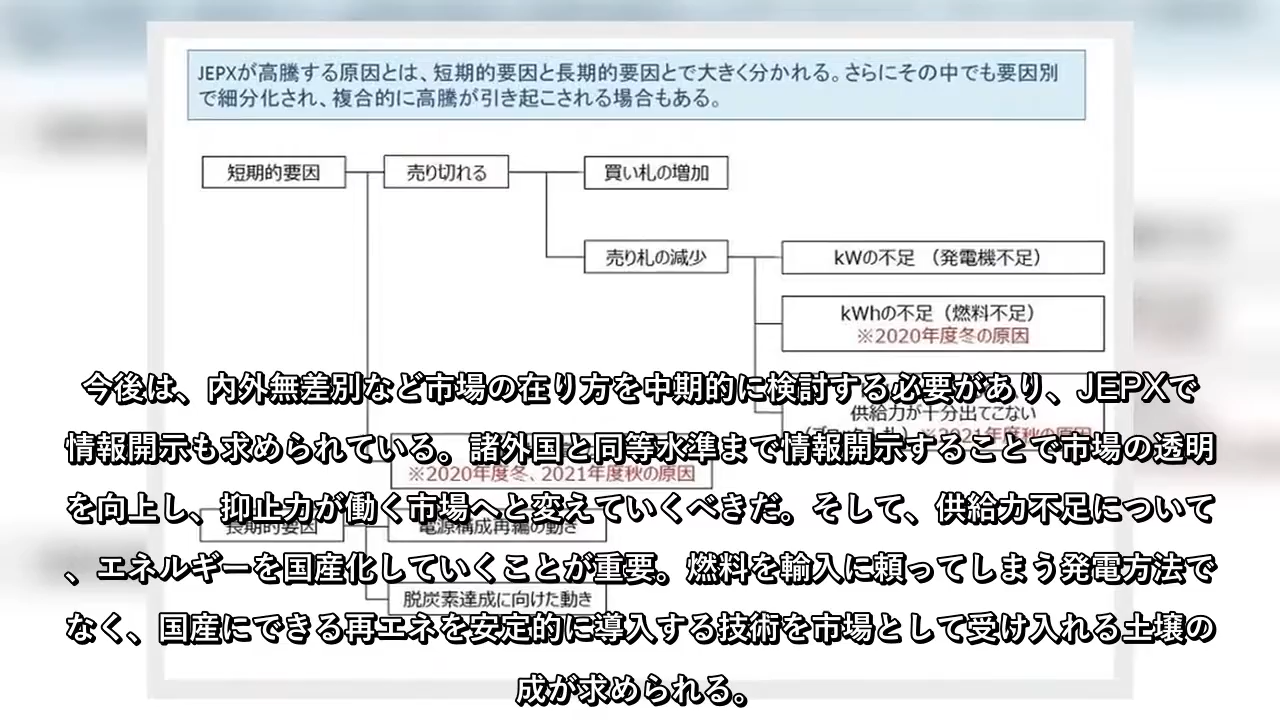 JEPXが高騰する原因とは、短期的要因と長期的要因とで大きく分かれる。さらにその中でも要因別
で細分化され、複合的に高騰が引き起こされる場合もある。
短期的要因
売り切れる
買い札の増加
売り札の減少
kWの不足 （発電機不足）
kWhの不足（燃料不足）
※2020年度冬の原因
供給力が十分出てこない
※2021年度秋の原因
※2020年度冬、2021年度秋の原因
長期的要因
電源構成再編の動き
脱炭素達成に向けた動き
今後は、内外無差別など市場の在り方を中期的に検討する必要があり、JEPXで
情報開示も求められている。諸外国と同等水準まで情報開示することで市場の透明
を向上し、抑止力が働く市場へと変えていくべきだ。そして、供給力不足について
、エネルギーを国産化していくことが重要。燃料を輸入に頼ってしまう発電方法で
なく、国産にできる再エネを安定的に導入する技術を市場として受け入れる土壌の
成が求められる。